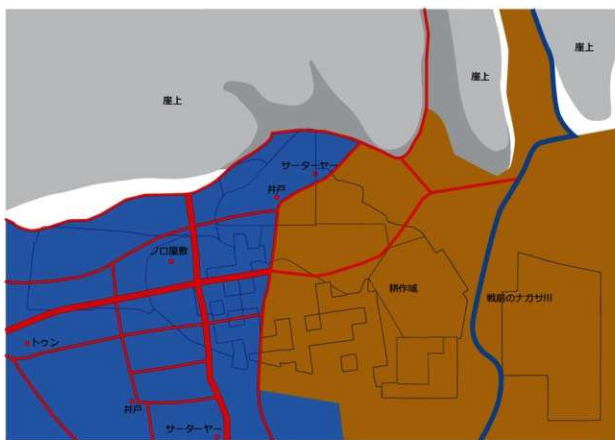 崖上
崖上
崖上
サーターヤー
井戸
ノロ屋敷
耕作域
戦前のナガサ川
トゥン
井戸
サーターヤー